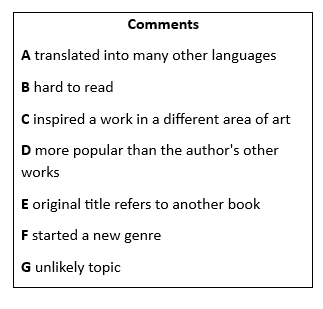 Comments
A translated into many other languages
B hard to read
C inspired a work in a different area of art
D more popular than the author's other
works
E original title refers to another book
F started a new genre
G unlikely topic